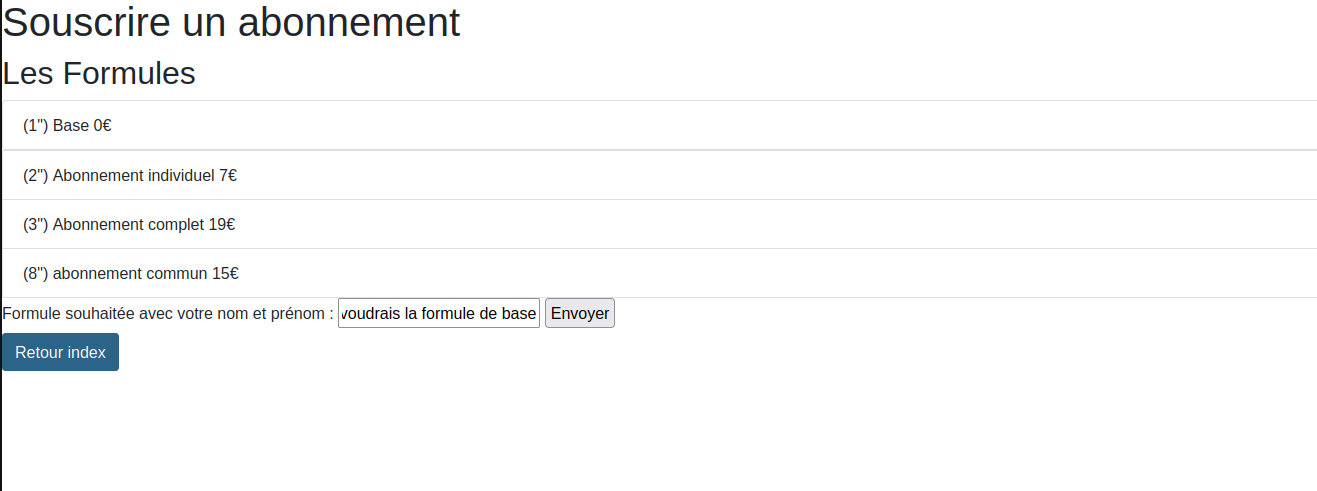 Souscrire un abonnement
Les Formules
(1") Base 0€
(2") Abonnement individuel 7€
(3") Abonnement complet 19€
(8") abonnement commun 15€
Formule souhaitée avec votre nom et prénom : voudrais la formule de base Envoyer
Retour index